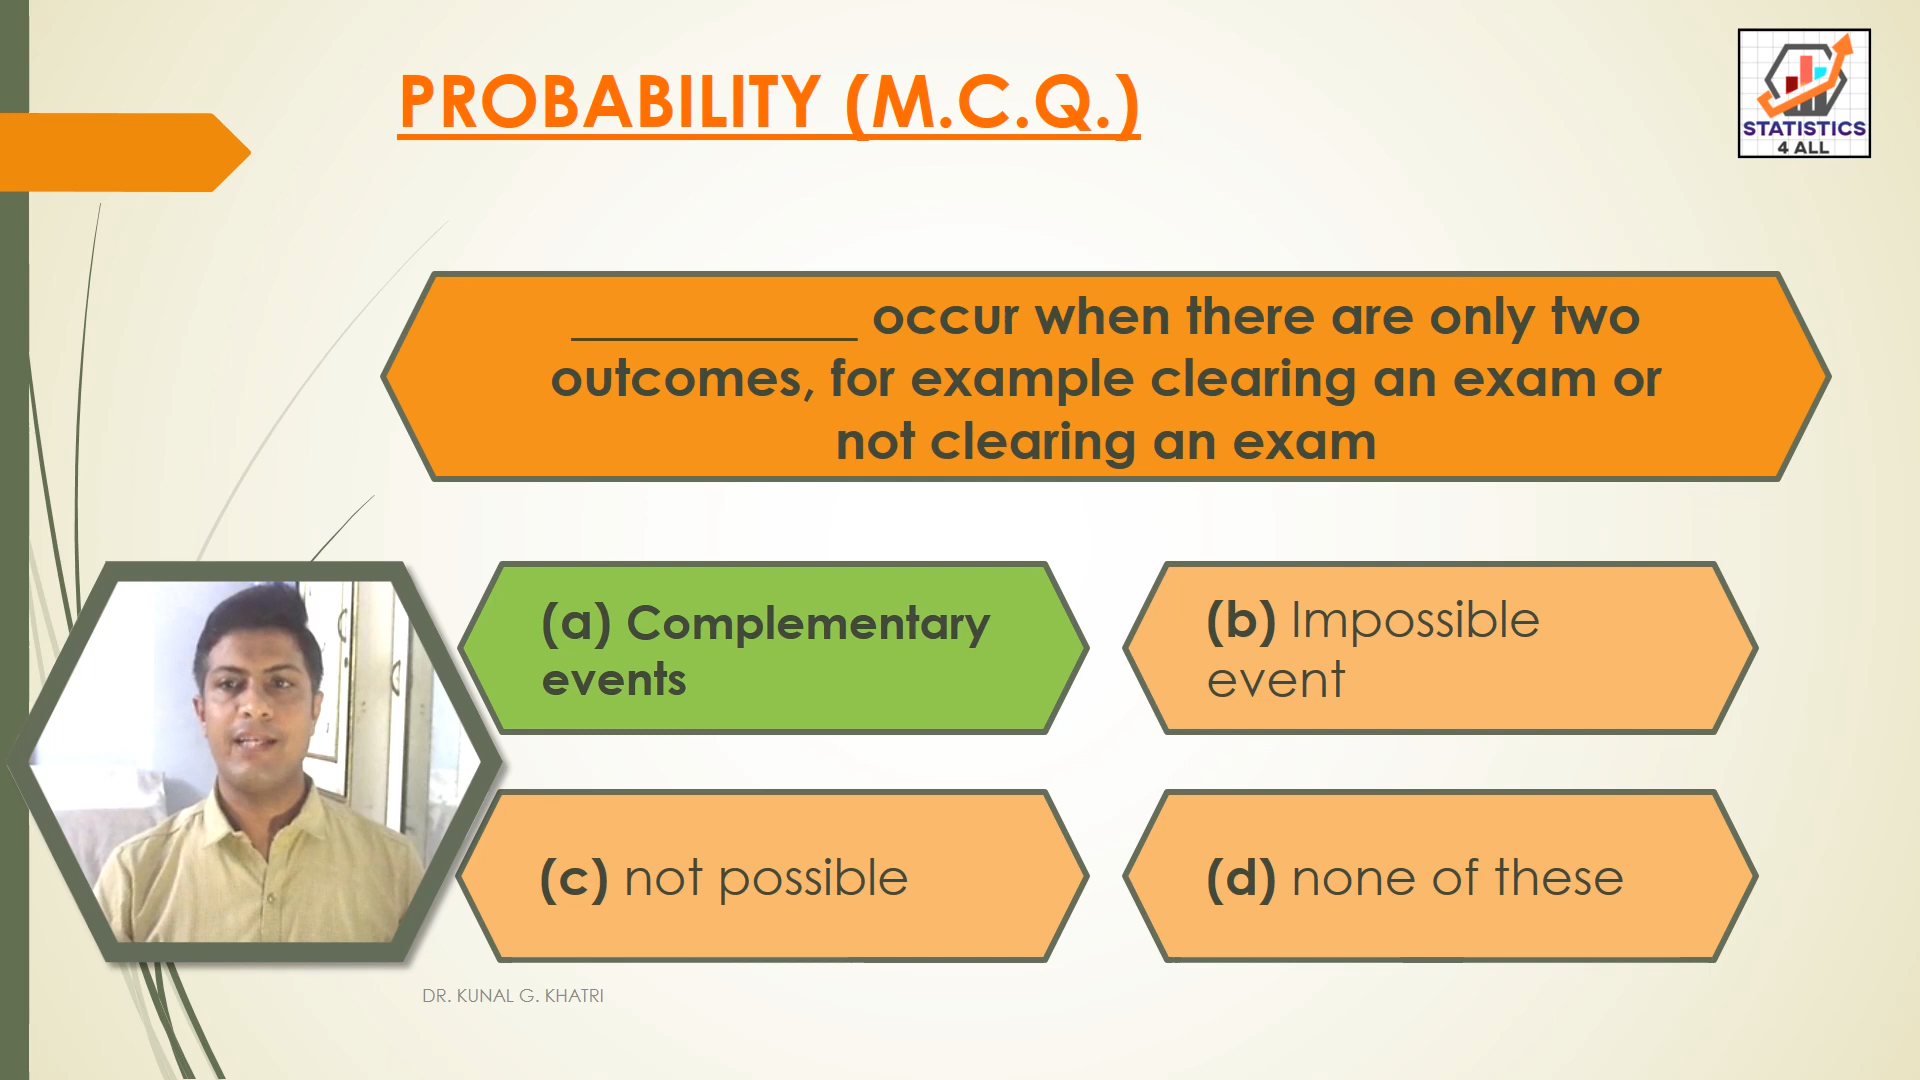 PROBABILITY (M.C.Q.)
STATISTICS
4 ALL
___________ occur when there are only two
outcomes, for example clearing an exam or
not clearing an exam
(a) Complementary
events
(b) Impossible
event
(c) not possible
(d) none of these
DR. KUNAL G. KHATRI